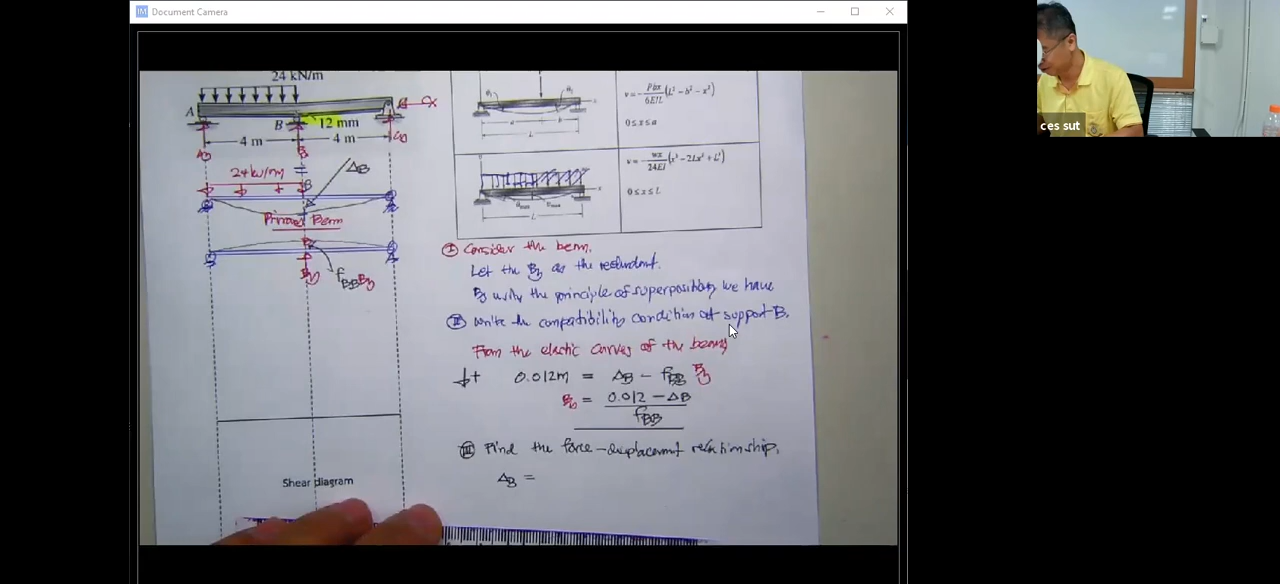 Document Camera
24 kN/m
A
B
12 mm
4 m
4 m
24 kN/m
ΔB
B
Primary Beam
By
fBB By
Shear diagram
v = -Pbx/6EIL (L² - b² - x²)
0 ≤ x ≤ a
L
v = -wx/24EI (x³ - 2Lx² + L³)
0 ≤ x ≤ L
L
I Consider the beam.
Let the By as the redundant.
By using the principle of superposition, we have
II Write the compatibility condition at support B.
From the elastic curves of the beam
↓+ 0.012m = ΔB - fBB By
By = 0.012 - ΔB / fBB
III Find the force-displacement relationship.
ΔB =
ces sut